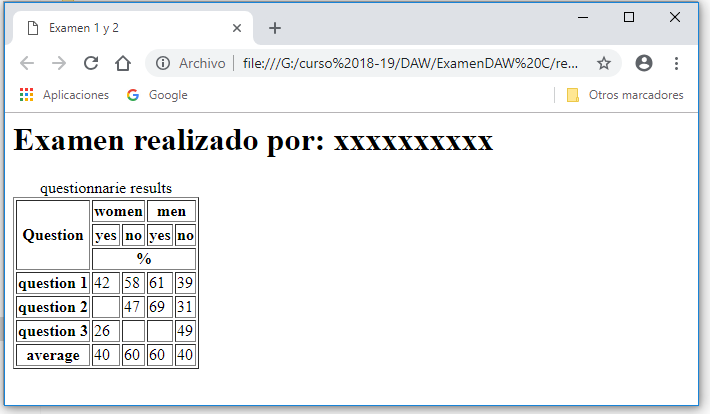 Examen 1 y 2
Archivo file:///G:/curso%2018-19/DAW/ExamenDAW%20C/re...
Aplicaciones Google Otros marcadores
Examen realizado por: xxxxxxxxxx
questionnarie results
Question women men
yes no yes no
%
question 1 42 58 61 39
question 2 47 69 31
question 3 26 49
average 40 60 60 40